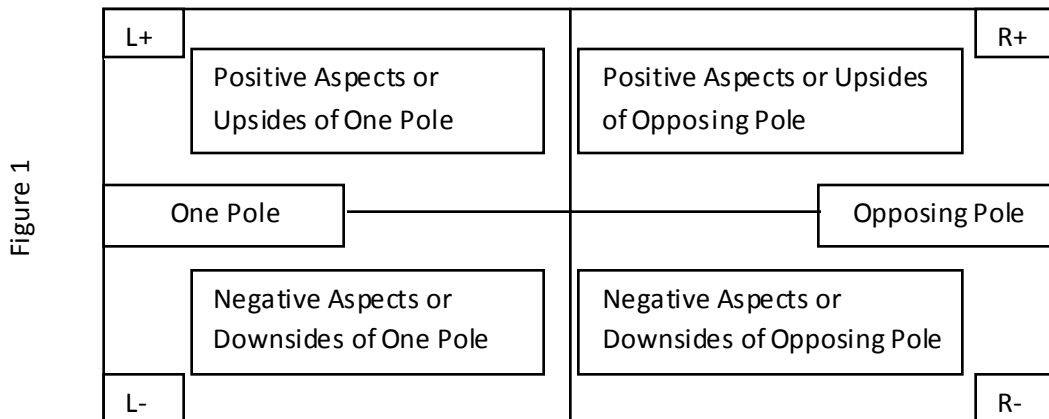 Figure 1
L+
R+
Positive Aspects or
Upsides of One Pole
Positive Aspects or Upsides
of Opposing Pole
One Pole
Opposing Pole
Negative Aspects or
Downsides of One Pole
Negative Aspects or
Downsides of Opposing Pole
L-
R-